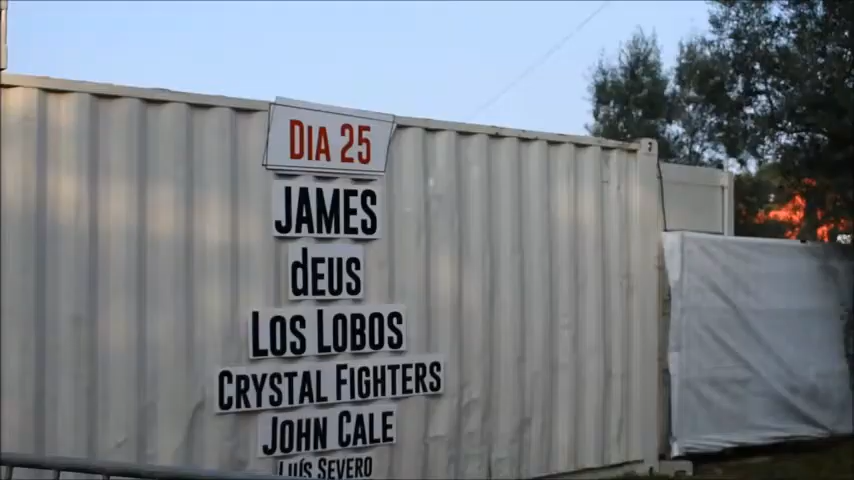 DIA 25
JAMES
dEUS
LOS LOBOS
CRYSTAL FIGHTERS
JOHN CALE
LUÍS SEVERO